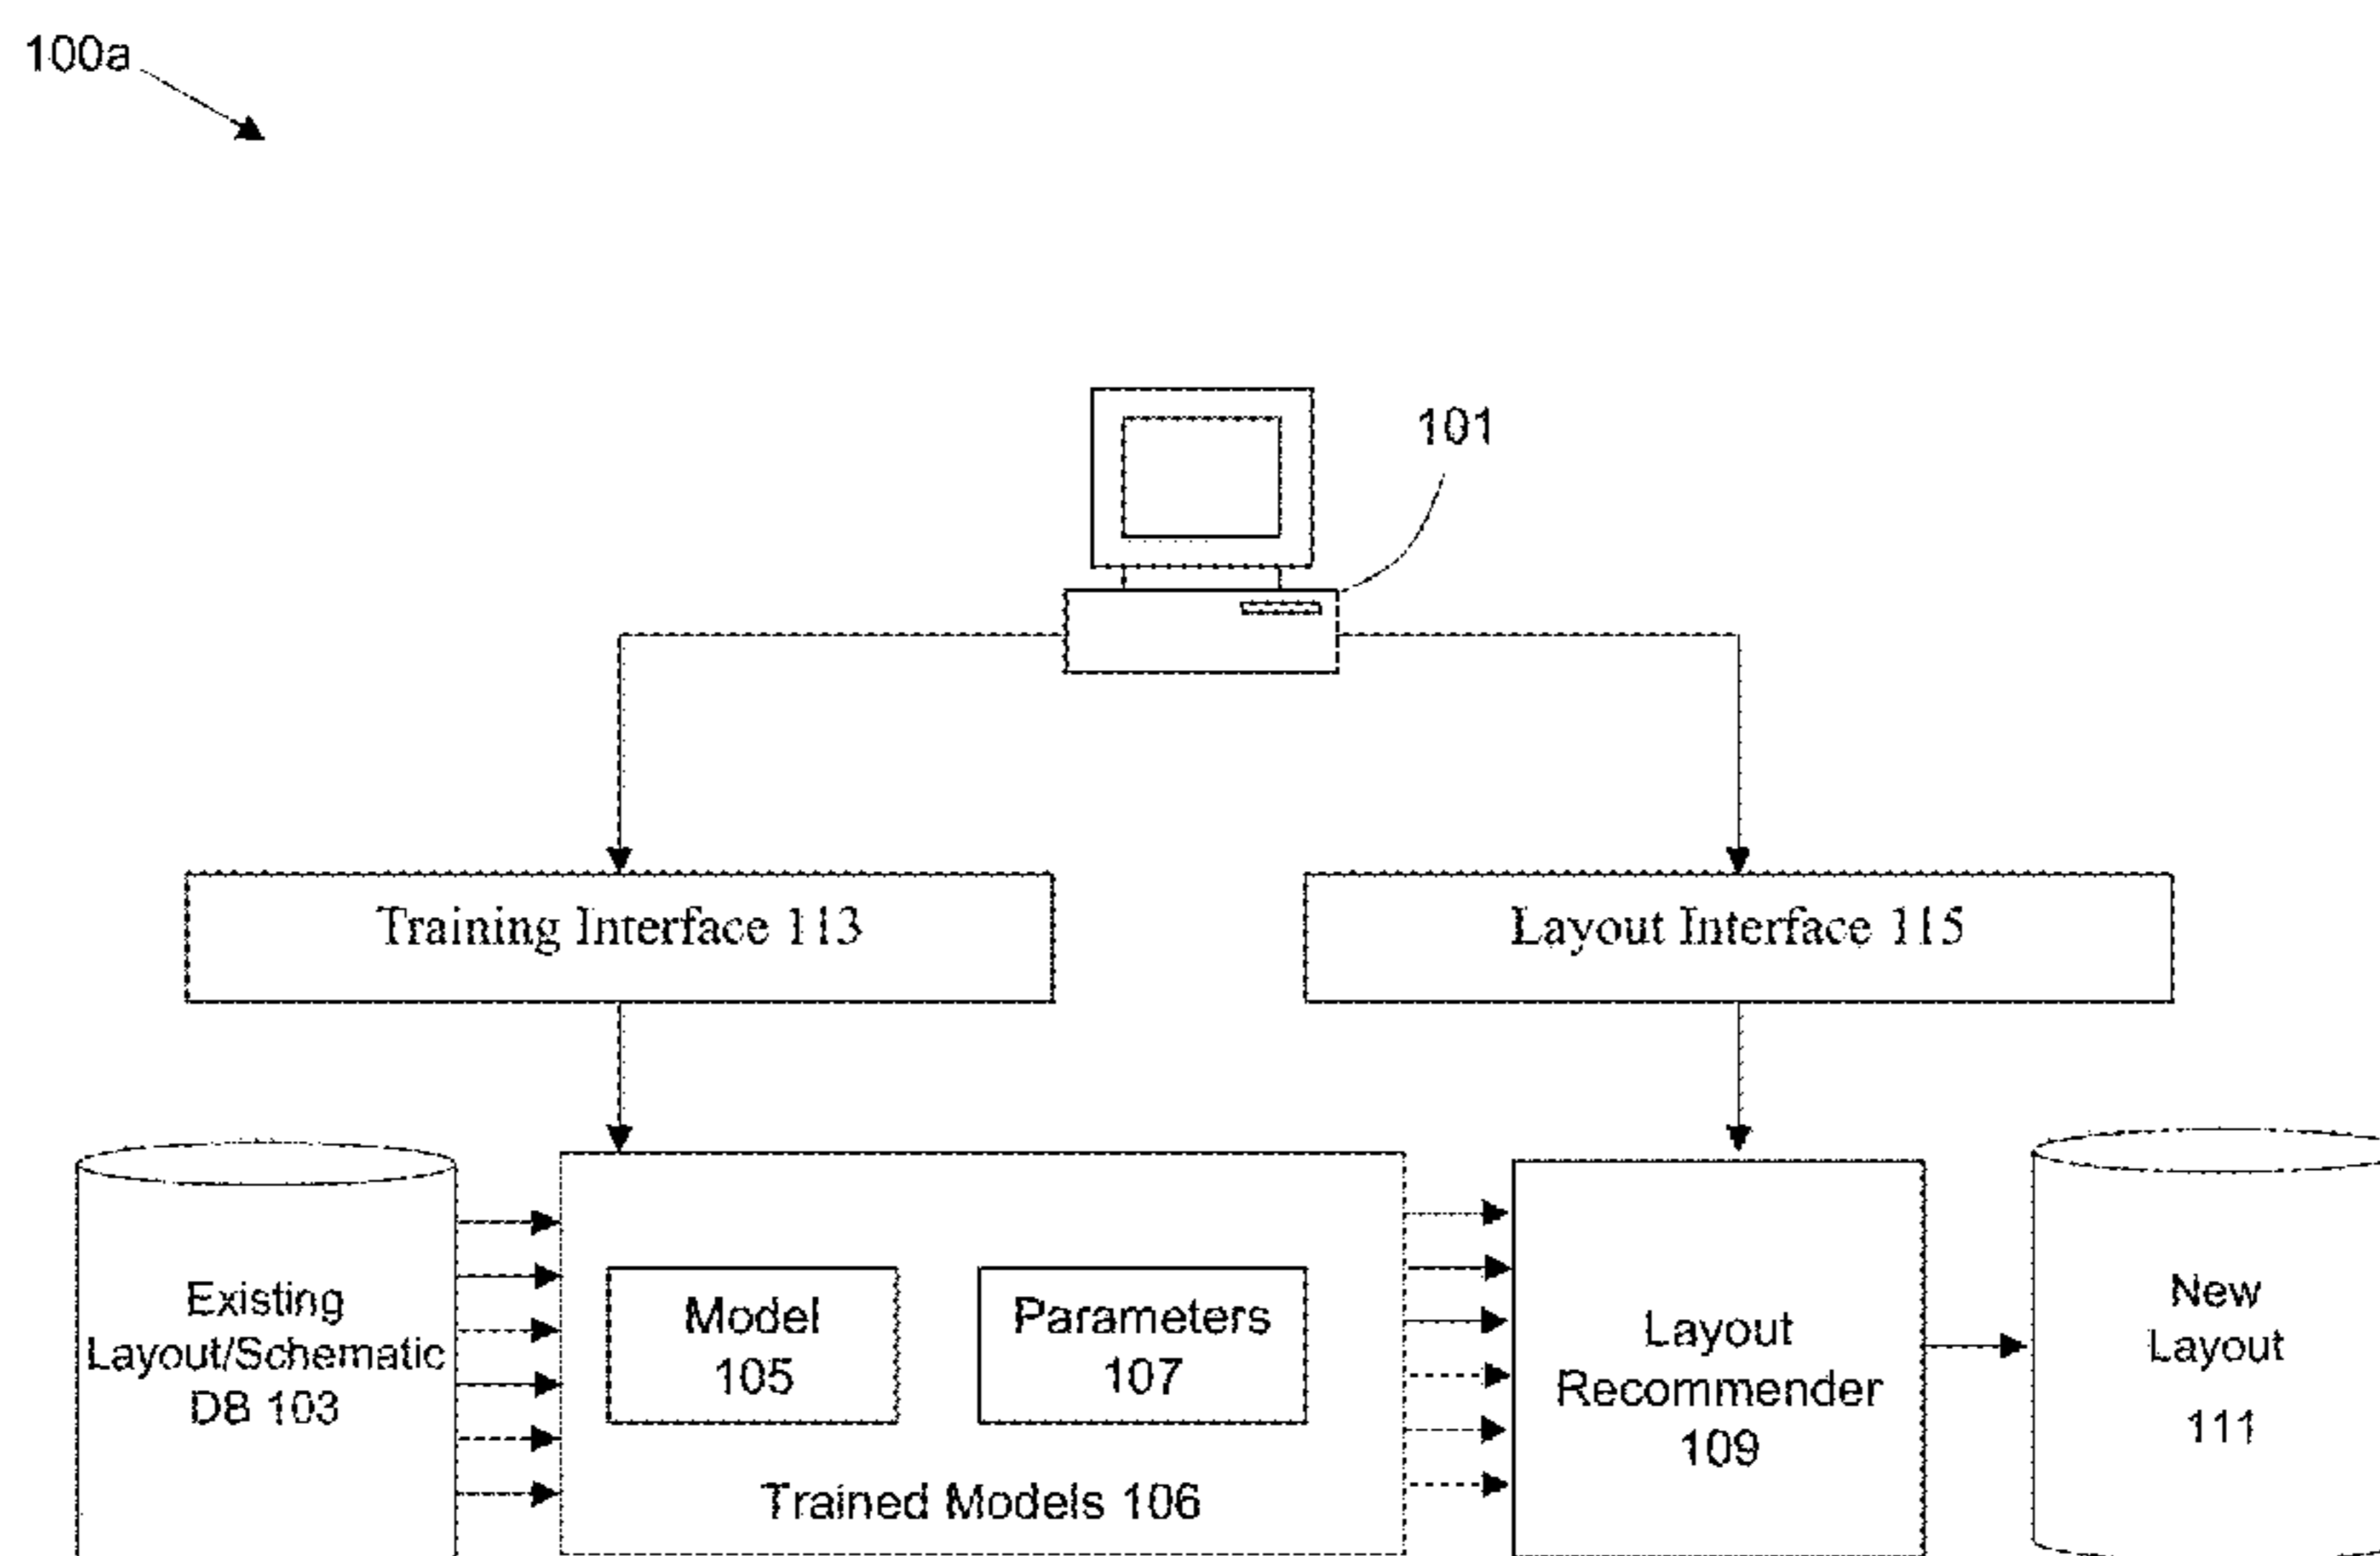 100a
101
Training Interface 113
Layout Interface 115
Existing
Layout/Schematic
DB 103
Model
105
Parameters
107
Trained Models 106
Layout
Recommender
109
New
Layout
111